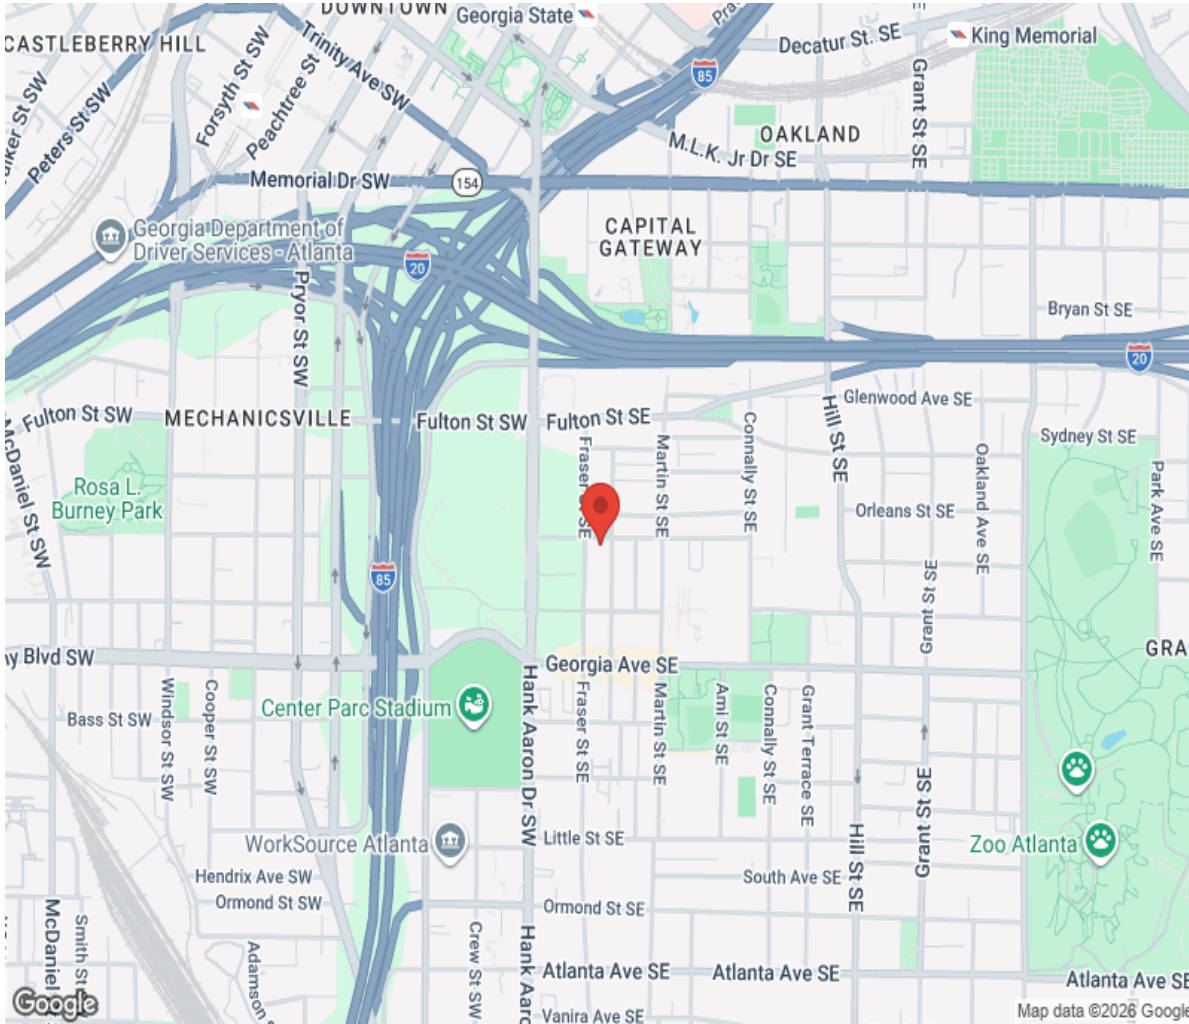 DOWNTOWN
Georgia State
Decatur St. SE
King Memorial
CASTLEBERRY HILL
Trinity Ave SW
Forsyth St SW
Peachtree St
Peters St SW
Grant St SE
OAKLAND
M.L.K. Jr Dr SE
85
Memorial Dr SW
154
CAPITAL
GATEWAY
Georgia Department of
Driver Services - Atlanta
20
Pryor St SW
Bryan St SE
20
Glenwood Ave SE
Fulton St SW
MECHANICSVILLE
Fulton St SW
Fulton St SE
Hill St SE
Sydney St SE
McDaniel St SW
Fraser St SE
Martin St SE
Connally St SE
Oakland Ave SE
Park Ave SE
Rosa L.
Burney Park
Orleans St SE
85
Grant St SE
Blvd SW
Georgia Ave SE
GRA
Windsor St SW
Cooper St SW
Bass St SW
Center Parc Stadium
Hank Aaron Dr SW
Fraser St SE
Martin St SE
Ami St SE
Connally St SE
Grant Terrace SE
Grant St SE
WorkSource Atlanta
Little St SE
Hill St SE
Zoo Atlanta
Hendrix Ave SW
South Ave SE
Ormond St SW
Ormond St SE
McDaniel
Smith St SW
Adamson
Crew St SW
Hank Aaro
Atlanta Ave SE
Atlanta Ave SE
Atlanta Ave SE
Vanira Ave SE
Google
Map data ©2026 Google